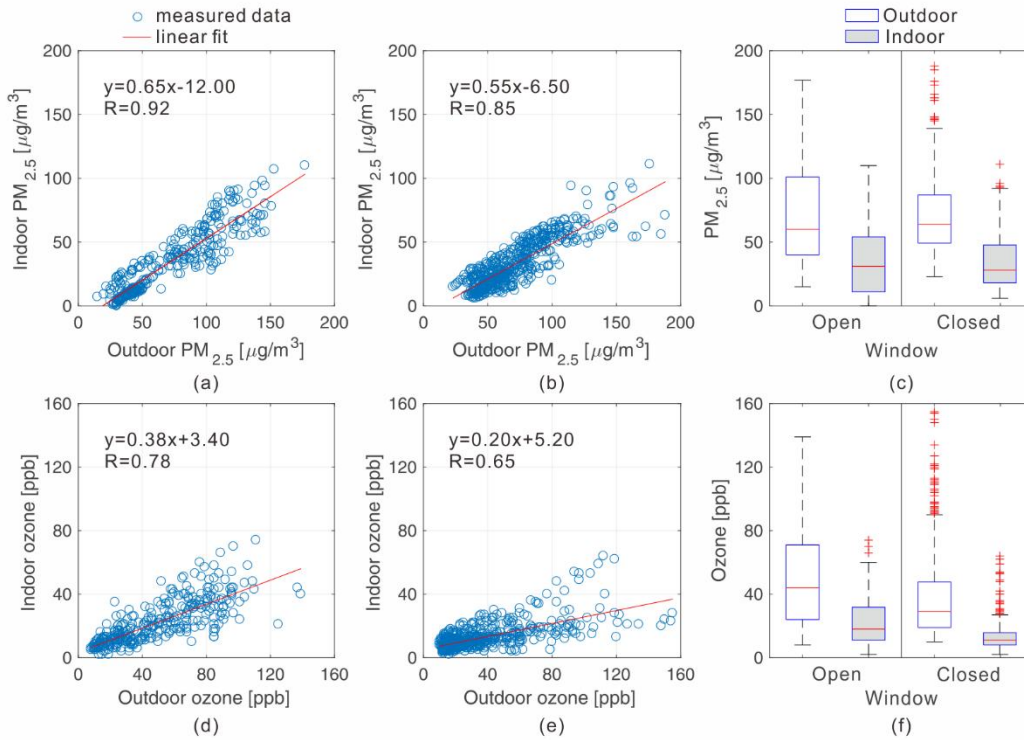 measured data
linear fit
Outdoor
Indoor
200
150
100
50
0
Indoor PM2.5 [μg/m3]
y=0.65x-12.00
R=0.92
0 50 100 150 200
Outdoor PM2.5 [μg/m3]
(a)
200
150
100
50
0
Indoor PM2.5 [μg/m3]
y=0.55x-6.50
R=0.85
0 50 100 150 200
Outdoor PM2.5 [μg/m3]
(b)
200
150
100
50
0
PM2.5 [μg/m3]
Open Closed
Window
(c)
160
120
80
40
0
Indoor ozone [ppb]
y=0.38x+3.40
R=0.78
0 40 80 120 160
Outdoor ozone [ppb]
(d)
160
120
80
40
0
Indoor ozone [ppb]
y=0.20x+5.20
R=0.65
0 40 80 120 160
Outdoor ozone [ppb]
(e)
160
120
80
40
0
Ozone [ppb]
Open Closed
Window
(f)